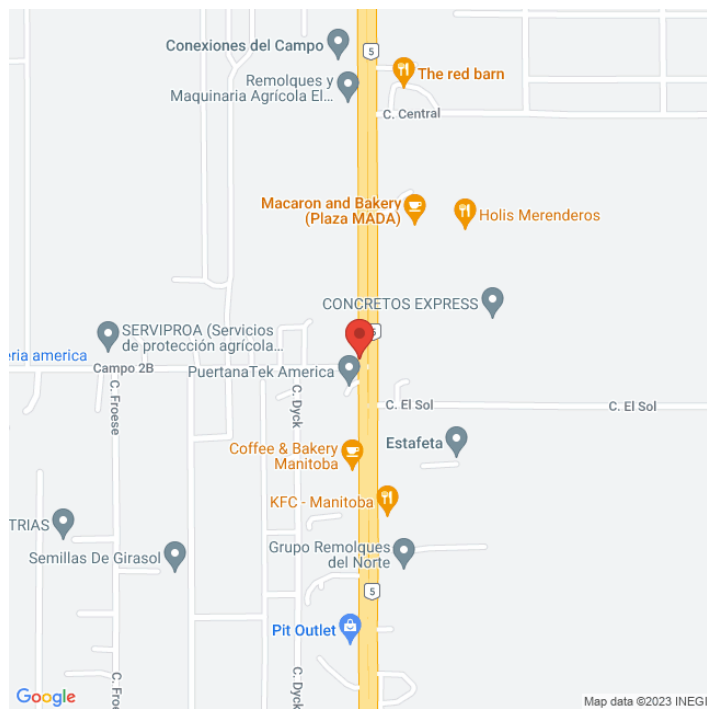 Conexiones del Campo
5
The red barn
Remolques y
Maquinaria Agrícola El...
C. Central
Macaron and Bakery
(Plaza MADA)
Holis Merenderos
CONCRETOS EXPRESS
5
SERVIPROA (Servicios
de protección agrícola...
eria america
Campo 2B
PuertanaTek America
C. Froese
C. Dyck
C. El Sol
C. El Sol
Coffee & Bakery
Manitoba
Estafeta
KFC - Manitoba
TRIAS
Semillas De Girasol
Grupo Remolques
del Norte
5
Pit Outlet
C. Froe
C. Dyck
Google
Map data ©2023 INEGI